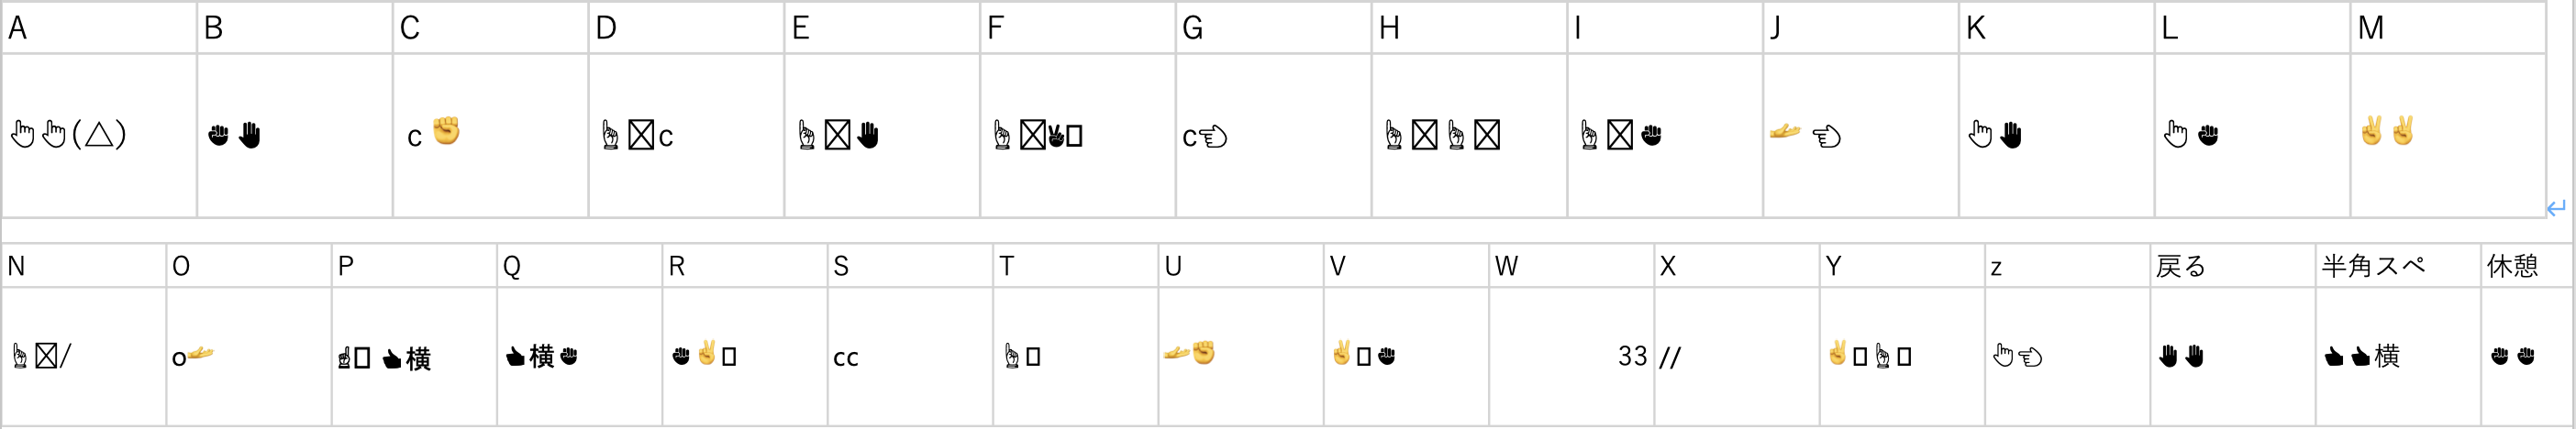 A B C D E F G H I J K L M
👆👆(△) ✊✋ c✊ ☝☒c ☝☒✋ ☝☒✌□ c👈 ☝☒☝☒ ☝☒✊ 🫴👈 👆✋ 👆✊ ✌✌
↵
N O P Q R S T U V W X Y z 戻る 半角スペ 休憩
☝☒/ o🫴 ☝□👍横 👍横✊ ✊✌□ cc ☝□ 🫴✊ ✌□✊ 33 // ✌□☝□ 👆👈 ✋✋ 👍👍横 ✊✊